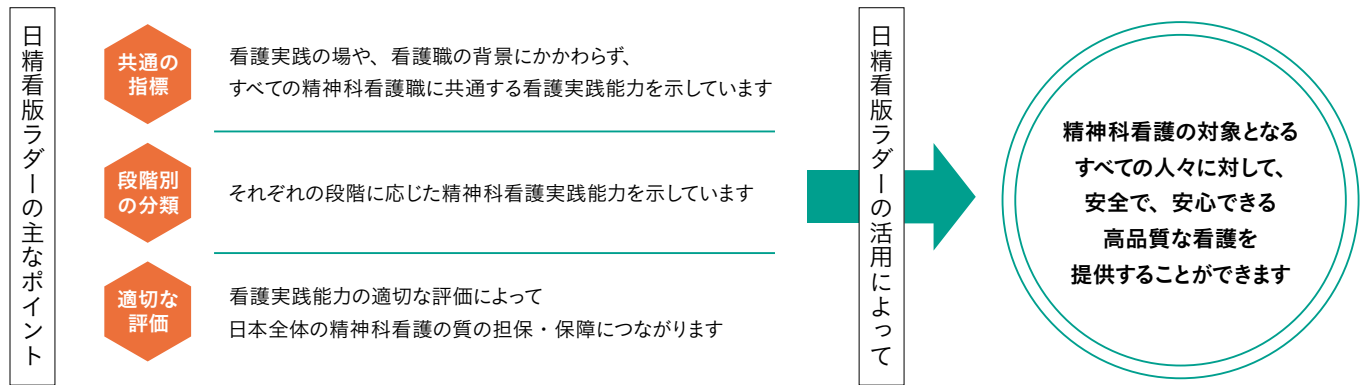 日精看版ラダーの主なポイント
共通の
指標
看護実践の場や、看護職の背景にかかわらず、
すべての精神科看護職に共通する看護実践能力を示しています
段階別
の分類
それぞれの段階に応じた精神科看護実践能力を示しています
適切な
評価
看護実践能力の適切な評価によって
日本全体の精神科看護の質の担保・保障につながります
日精看版ラダーの活用によって
精神科看護の対象となる
すべての人々に対して、
安全で、安心できる
高品質な看護を
提供することができます